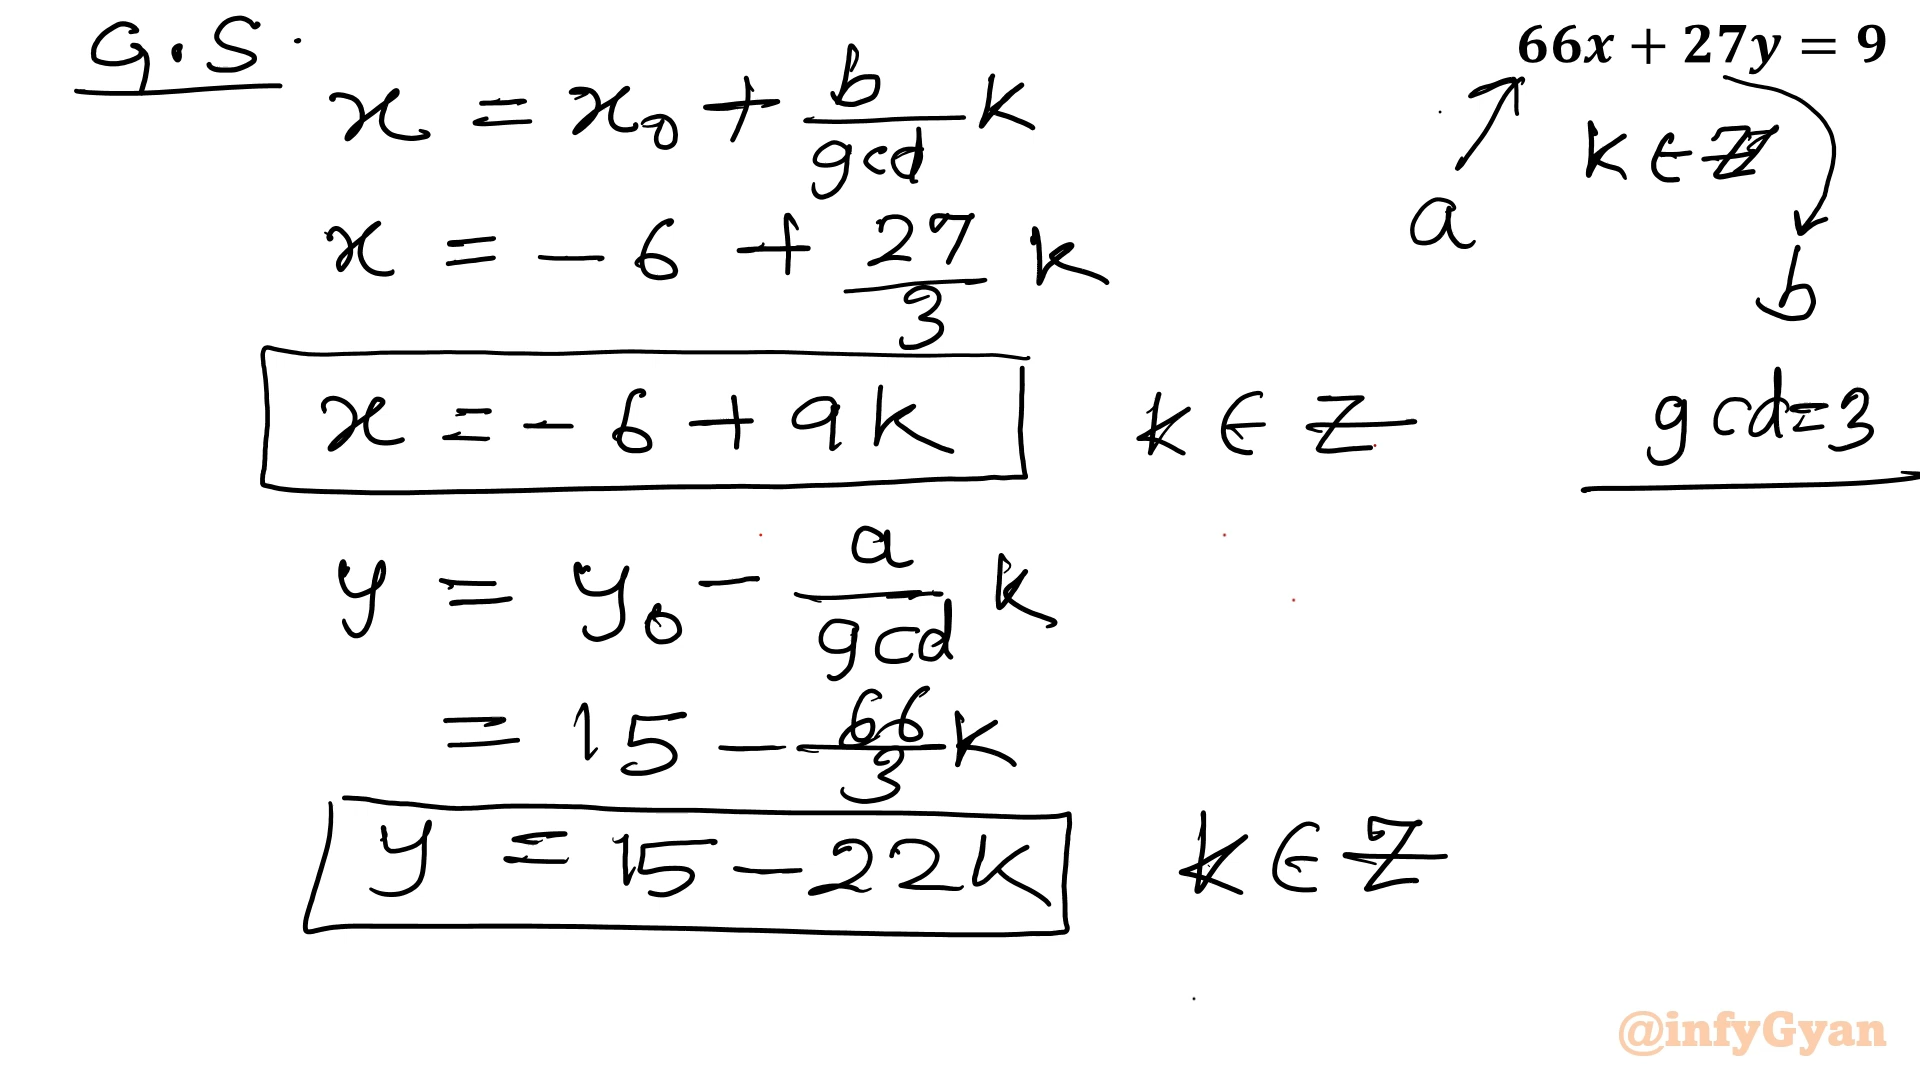 G.S.
66x + 27y = 9
x = x₀ + b/gcd k
k ∈ Z
a
x = -6 + 27/3 k
b
x = -6 + 9k k ∈ Z
gcd=3
y = y₀ - a/gcd k
= 15 - 66/3 k
y = 15 - 22k k ∈ Z
@infyGyan